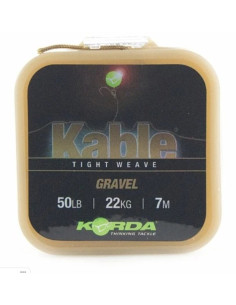 Kable
TIGHT WEAVE
GRAVEL
50LB | 22KG | 7M
KORDA
THINKING TACKLE